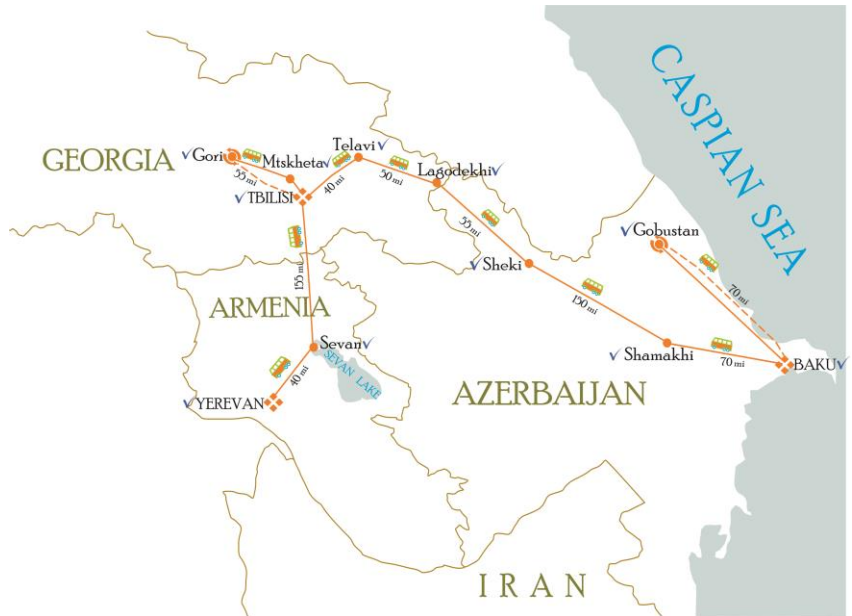 CASPIAN SEA
GEORGIA
Gori
Mtskheta
Telavi
Lagodekhi
55 mi
TBILISI
40 mi
50 mi
55 mi
Sheki
Gobustan
70 mi
155 mi
150 mi
ARMENIA
Sevan
SEVAN LAKE
40 mi
YEREVAN
Shamakhi
70 mi
BAKU
AZERBAIJAN
IRAN